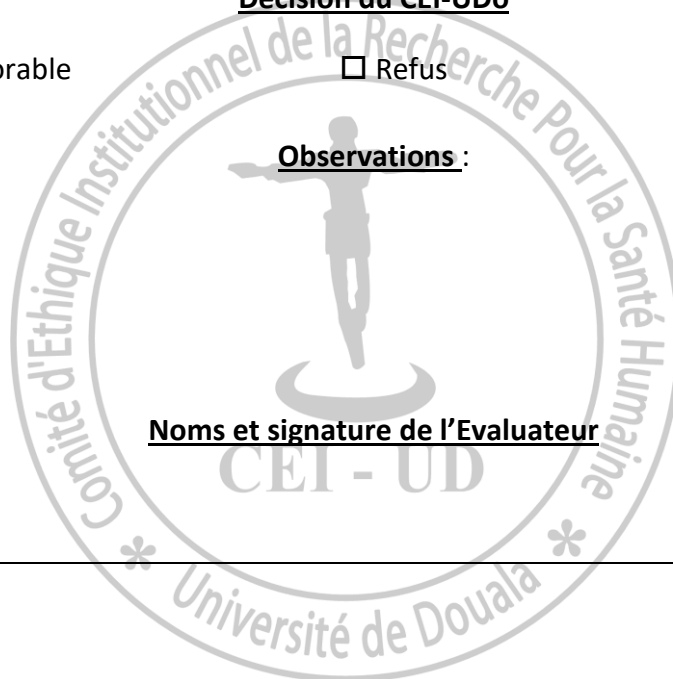 Décision du CEI-UDo
orable ☐ Refus
Observations :
Noms et signature de l’Evaluateur
CEI - UD
Comité d'Ethique Institutionnel de la Recherche Pour la Santé Humaine
* Université de Douala *